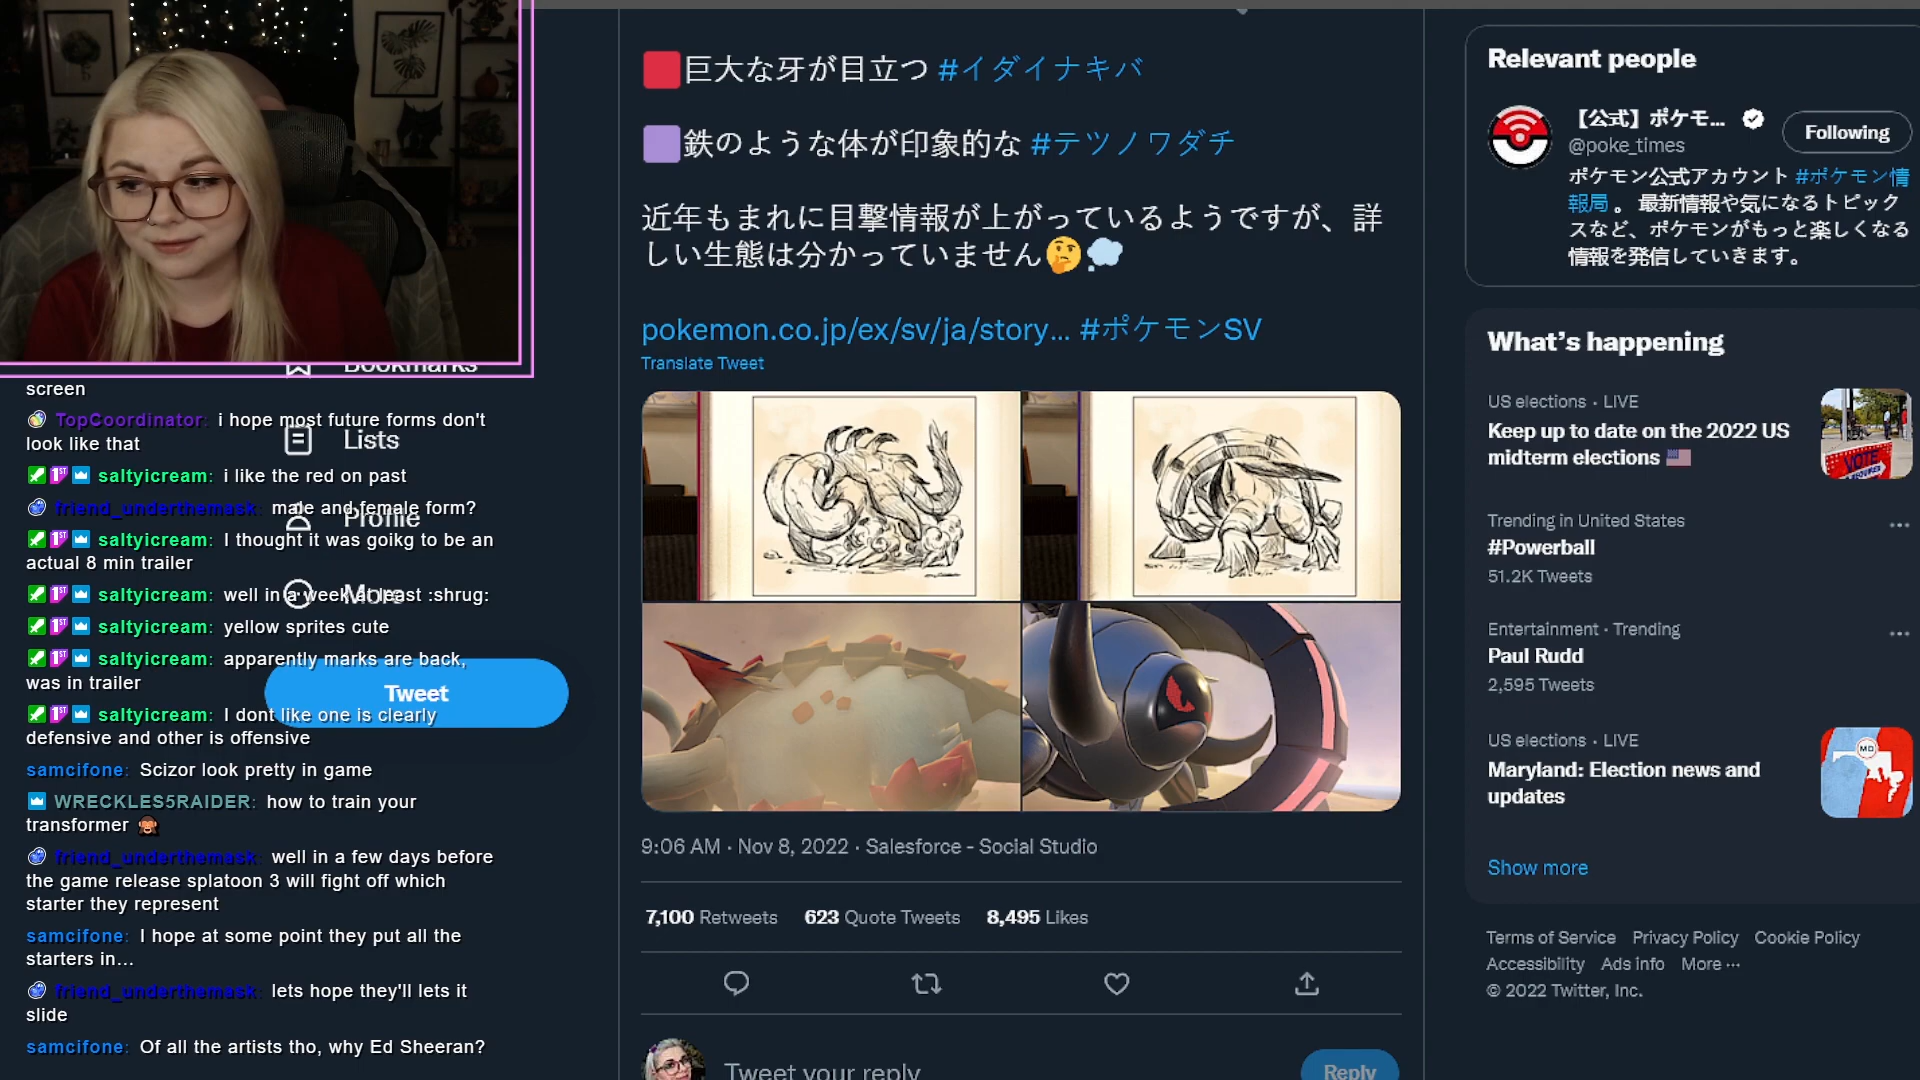 Bookmarks
Lists
Profile
More
Tweet
screen
TopCoordinator: i hope most future forms don't
look like that
saltyicream: i like the red on past
friend_underthemask: male and female form?
saltyicream: I thought it was goikg to be an
actual 8 min trailer
saltyicream: well in a week at least :shrug:
saltyicream: yellow sprites cute
saltyicream: apparently marks are back,
was in trailer
saltyicream: I dont like one is clearly
defensive and other is offensive
samcifone: Scizor look pretty in game
WRECKLES5RAIDER: how to train your
transformer 🙊
friend_underthemask: well in a few days before
the game release splatoon 3 will fight off which
starter they represent
samcifone: I hope at some point they put all the
starters in...
friend_underthemask: lets hope they'll lets it
slide
samcifone: Of all the artists tho, why Ed Sheeran?
🟥巨大な牙が目立つ #イダイナキバ
🟪鉄のような体が印象的な #テツノワダチ
近年もまれに目撃情報が上がっているようですが、詳
しい生態は分かっていません🤔💭
pokemon.co.jp/ex/sv/ja/story... #ポケモンSV
Translate Tweet
9:06 AM · Nov 8, 2022 · Salesforce - Social Studio
7,100 Retweets 623 Quote Tweets 8,495 Likes
Tweet your reply
Reply
Relevant people
【公式】ポケモ...
@poke_times
Following
ポケモン公式アカウント #ポケモン情
報局 。 最新情報や気になるトピック
スなど、ポケモンがもっと楽しくなる
情報を発信していきます。
What's happening
US elections · LIVE
Keep up to date on the 2022 US
midterm elections 🇺🇸
VOTE
Trending in United States
#Powerball
51.2K Tweets
Entertainment · Trending
Paul Rudd
2,595 Tweets
US elections · LIVE
Maryland: Election news and
updates
MD
Show more
Terms of Service Privacy Policy Cookie Policy
Accessibility Ads info More ···
© 2022 Twitter, Inc.